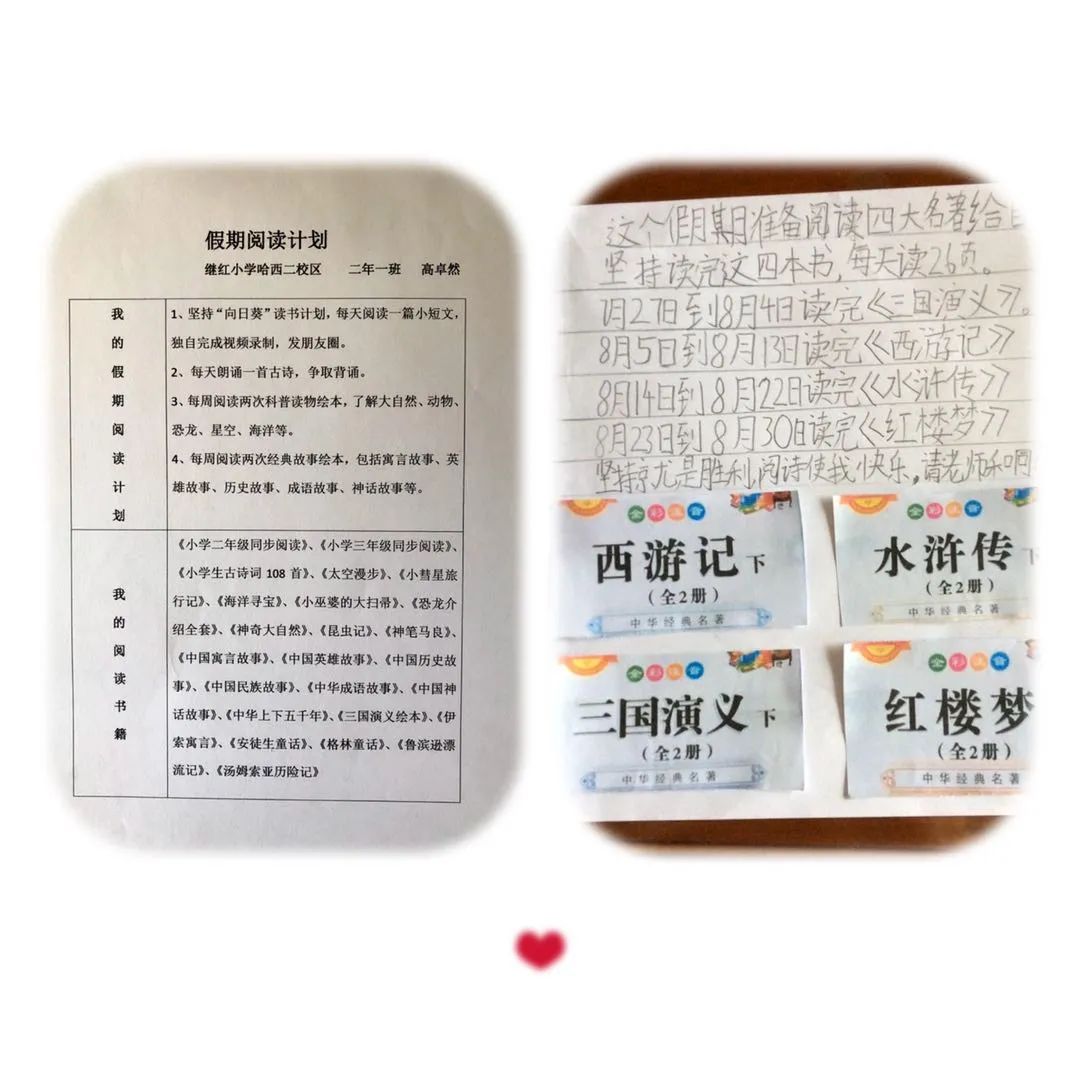 假期阅读计划
继红小学哈西二校区 二年一班 高卓然
我的假期阅读计划
1、坚持“向日葵”读书计划，每天阅读一篇小短文，
独自完成视频录制，发朋友圈。
2、每天朗诵一首古诗，争取背诵。
3、每周阅读两次科普读物绘本，了解大自然、动物、
恐龙、星空、海洋等。
4、每周阅读两次经典故事绘本，包括寓言故事、英
雄故事、历史故事、成语故事、神话故事等。
我的阅读书籍
《小学二年级同步阅读》、《小学三年级同步阅读》、
《小学生古诗词 108 首》、《太空漫步》、《小彗星旅
行记》、《海洋寻宝》、《小巫婆的大扫帚》、《恐龙介
绍全套》、《神奇大自然》、《昆虫记》、《神笔马良》、
《中国寓言故事》、《中国英雄故事》、《中国历史故
事》、《中国民族故事》、《中华成语故事》、《中国神
话故事》、《中华上下五千年》、《三国演义绘本》、《伊
索寓言》、《安徒生童话》、《格林童话》、《鲁滨逊漂
流记》、《汤姆索亚历险记》
这个假期准备阅读四大名著给自
坚持读完这四本书，每天读26页。
7月27日到8月4日读完《三国演义》。
8月5日到8月13日读完《西游记》
8月14日到8月22日读完《水浒传》
8月23日到8月30日读完《红楼梦》
坚持就是胜利，阅读使我快乐，请老师和
全彩注音
西游记 下
（全2册）
中华经典名著
全彩注音
水浒传 下
（全2册）
中华经典名著
全彩注音
三国演义 下
（全2册）
中华经典名著
全彩注音
红楼梦
（全2册）
中华经典名著